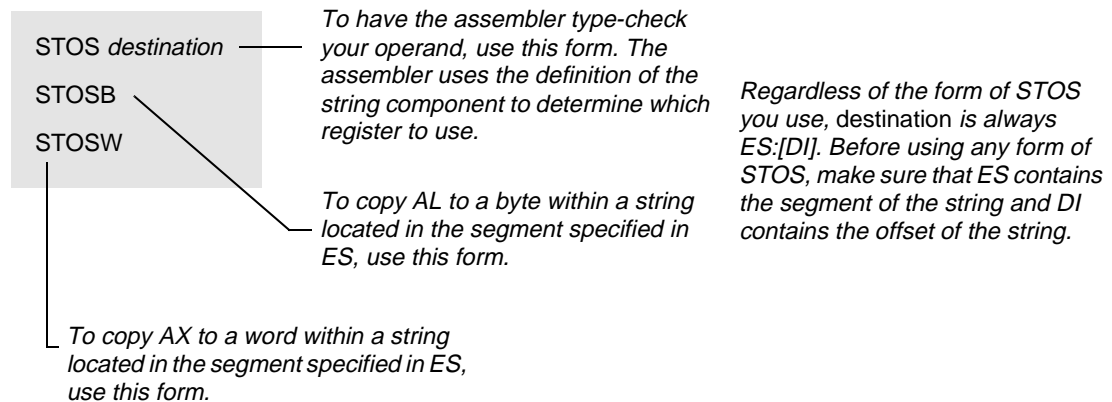 STOS destination
STOSB
STOSW
To have the assembler type-check
your operand, use this form. The
assembler uses the definition of the
string component to determine which
register to use.
To copy AL to a byte within a string
located in the segment specified in
ES, use this form.
To copy AX to a word within a string
located in the segment specified in ES,
use this form.
Regardless of the form of STOS
you use, destination is always
ES:[DI]. Before using any form of
STOS, make sure that ES contains
the segment of the string and DI
contains the offset of the string.